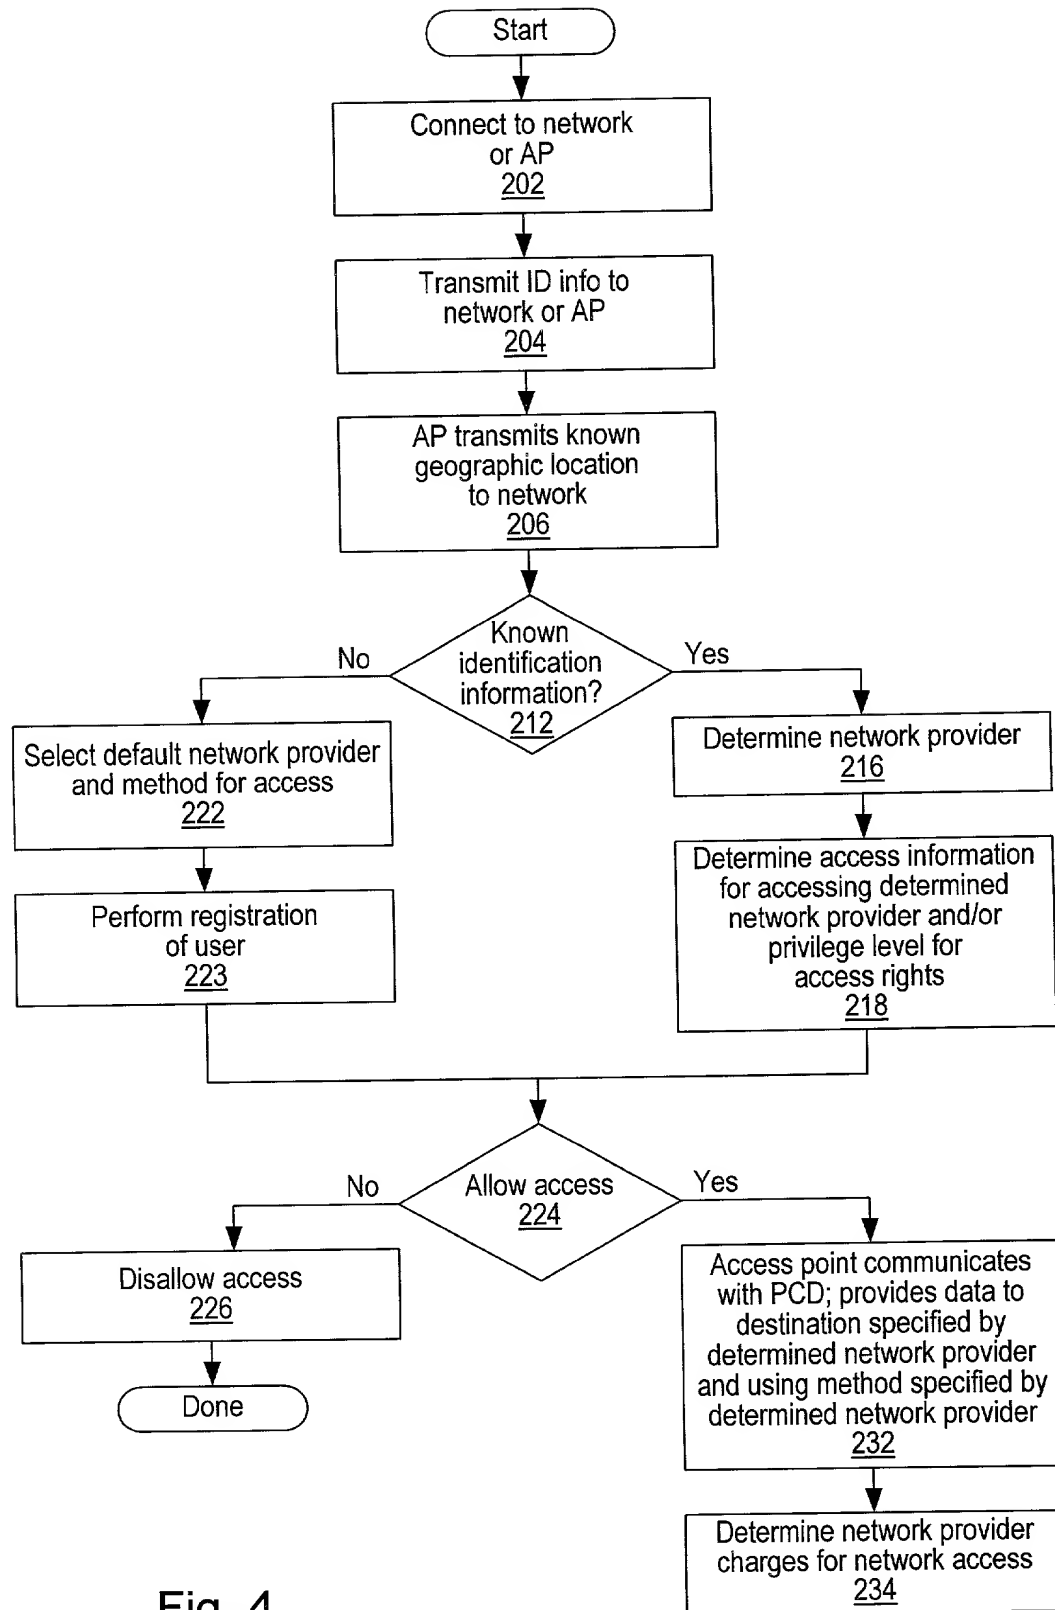 Start
Connect to network
or AP
202
Transmit ID info to
network or AP
204
AP transmits known
geographic location
to network
206
Known
identification
information?
212
No
Yes
Select default network provider
and method for access
222
Perform registration
of user
223
Determine network provider
216
Determine access information
for accessing determined
network provider and/or
privilege level for
access rights
218
Allow access
224
No
Yes
Disallow access
226
Done
Access point communicates
with PCD; provides data to
destination specified by
determined network provider
and using method specified by
determined network provider
232
Determine network provider
charges for network access
234
Fig. 4